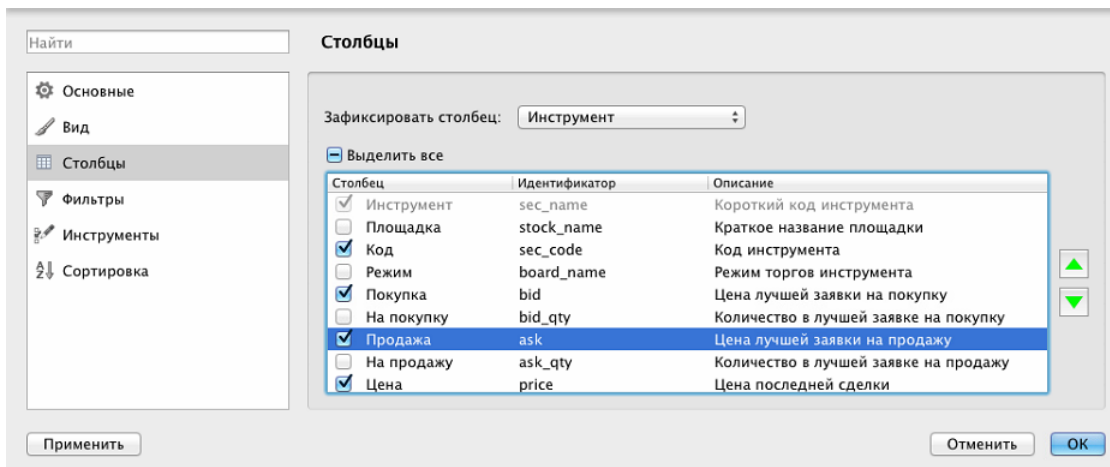 Найти
Столбцы
Основные
Вид
Столбцы
Фильтры
Инструменты
Сортировка
Зафиксировать столбец: Инструмент
Выделить все
Столбец Идентификатор Описание
Инструмент sec_name Короткий код инструмента
Площадка stock_name Краткое название площадки
Код sec_code Код инструмента
Режим board_name Режим торгов инструмента
Покупка bid Цена лучшей заявки на покупку
На покупку bid_qty Количество в лучшей заявке на покупку
Продажа ask Цена лучшей заявки на продажу
На продажу ask_qty Количество в лучшей заявке на продажу
Цена price Цена последней сделки
Применить Отменить OK